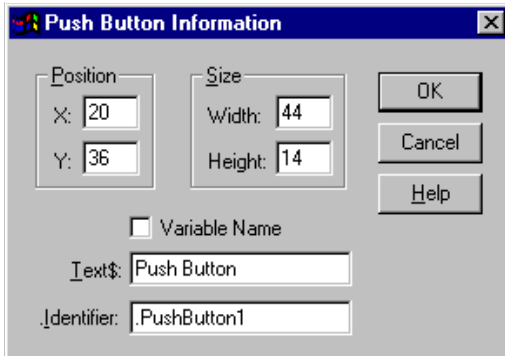 Push Button Information
Position
X: 20
Y: 36
Size
Width: 44
Height: 14
OK
Cancel
Help
Variable Name
Text$: Push Button
.Identifier: .PushButton1